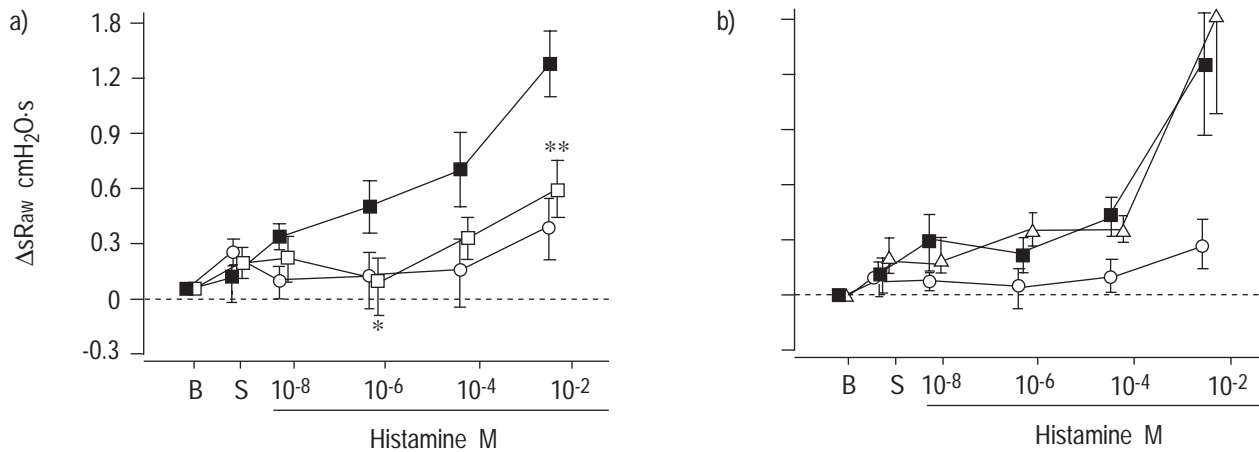 a)
b)
1.8
1.2
0.9
0.6
0.3
0
-0.3
ΔsRaw cmH₂O·s
**
*
B S 10⁻⁸ 10⁻⁶ 10⁻⁴ 10⁻²
Histamine M
B S 10⁻⁸ 10⁻⁶ 10⁻⁴ 10⁻²
Histamine M